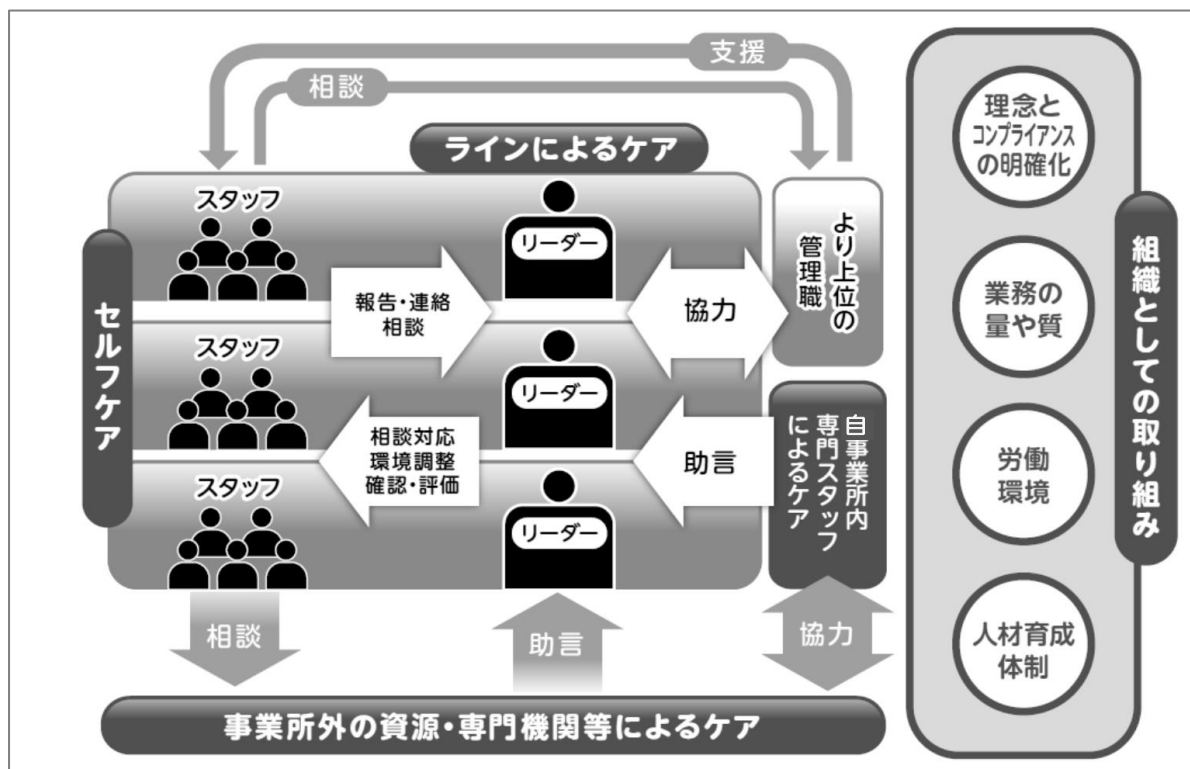 支援
相談
ラインによるケア
スタッフ
リーダー
報告・連絡
相談
協力
より上位の
管理職
セルフケア
スタッフ
リーダー
相談対応
環境調整
確認・評価
助言
自事業所内
専門スタッフ
によるケア
スタッフ
リーダー
相談
助言
協力
事業所外の資源・専門機関等によるケア
理念と
コンプライアンス
の明確化
業務の
量や質
労働
環境
人材育成
体制
組織としての取り組み